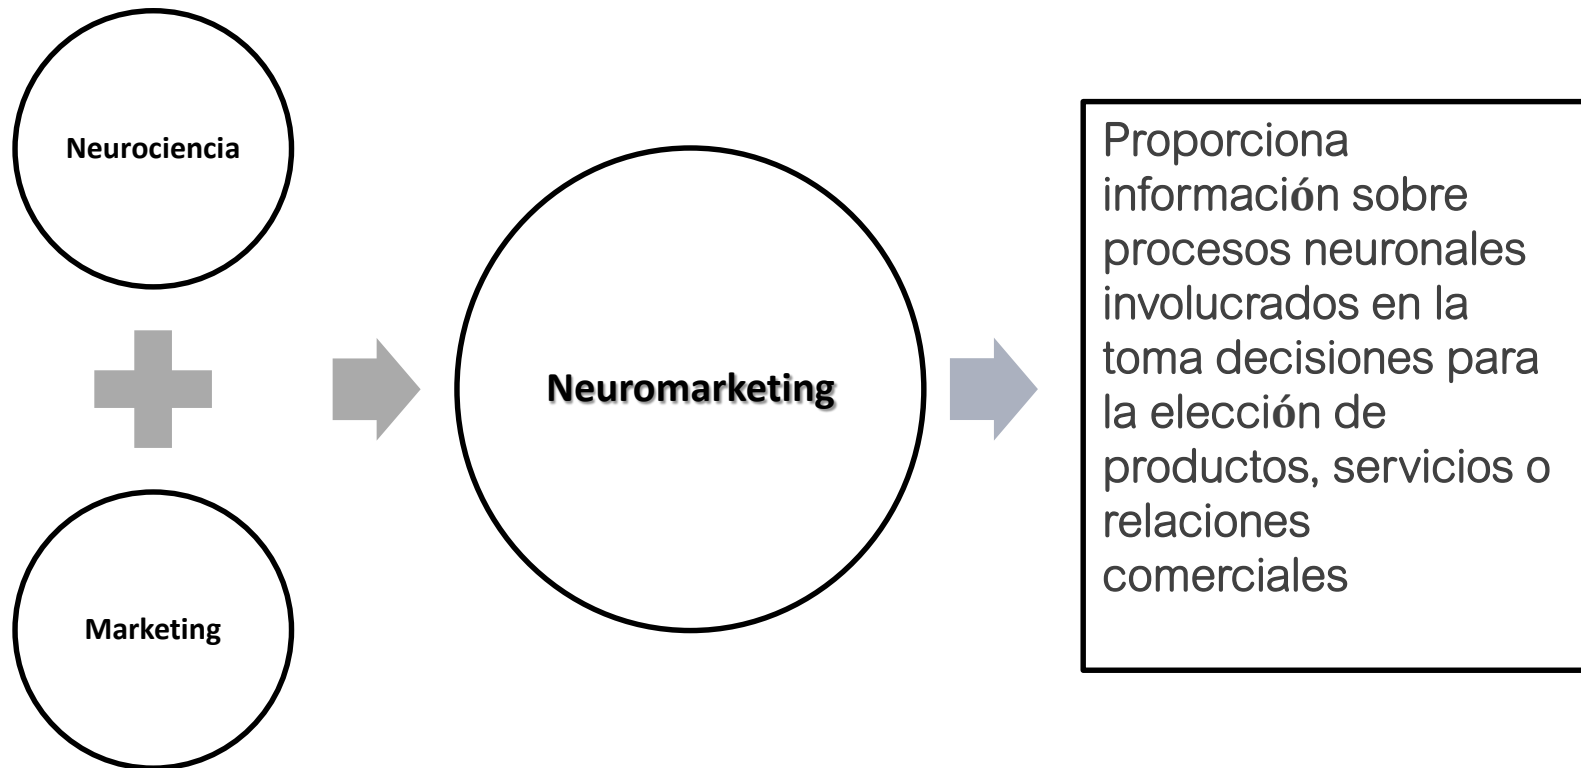 Neurociencia
Marketing
Neuromarketing
Proporciona
información sobre
procesos neuronales
involucrados en la
toma decisiones para
la elección de
productos, servicios o
relaciones
comerciales